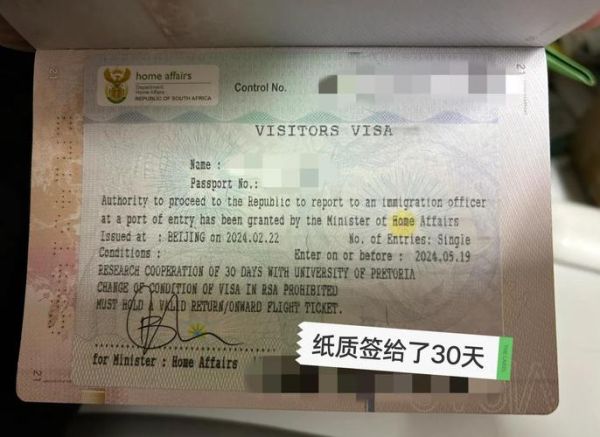 home affairs
Department:
Home Affairs
REPUBLIC OF SOUTH AFRICA
Control No.
VISITORS VISA
Name :
Passport No.:
Authority to proceed to the Republic to report to an immigration officer
at a port of entry has been granted by the Minister of Home Affairs
Issued at : BEIJING on 2024.02.22 No. of Entries: Single
Conditions : Enter on or before : 2024.05.19
RESEARCH COOPERATION OF 30 DAYS WITH UNIVERSITY OF PRETORIA
CHANGE OF CONDITION OF VISA IN RSA PROHIBITED
MUST HOLD A VALID RETURN/ONWARD FLIGHT TICKET.
for Minister : Home Affairs
纸质签给了30天
21
21
21